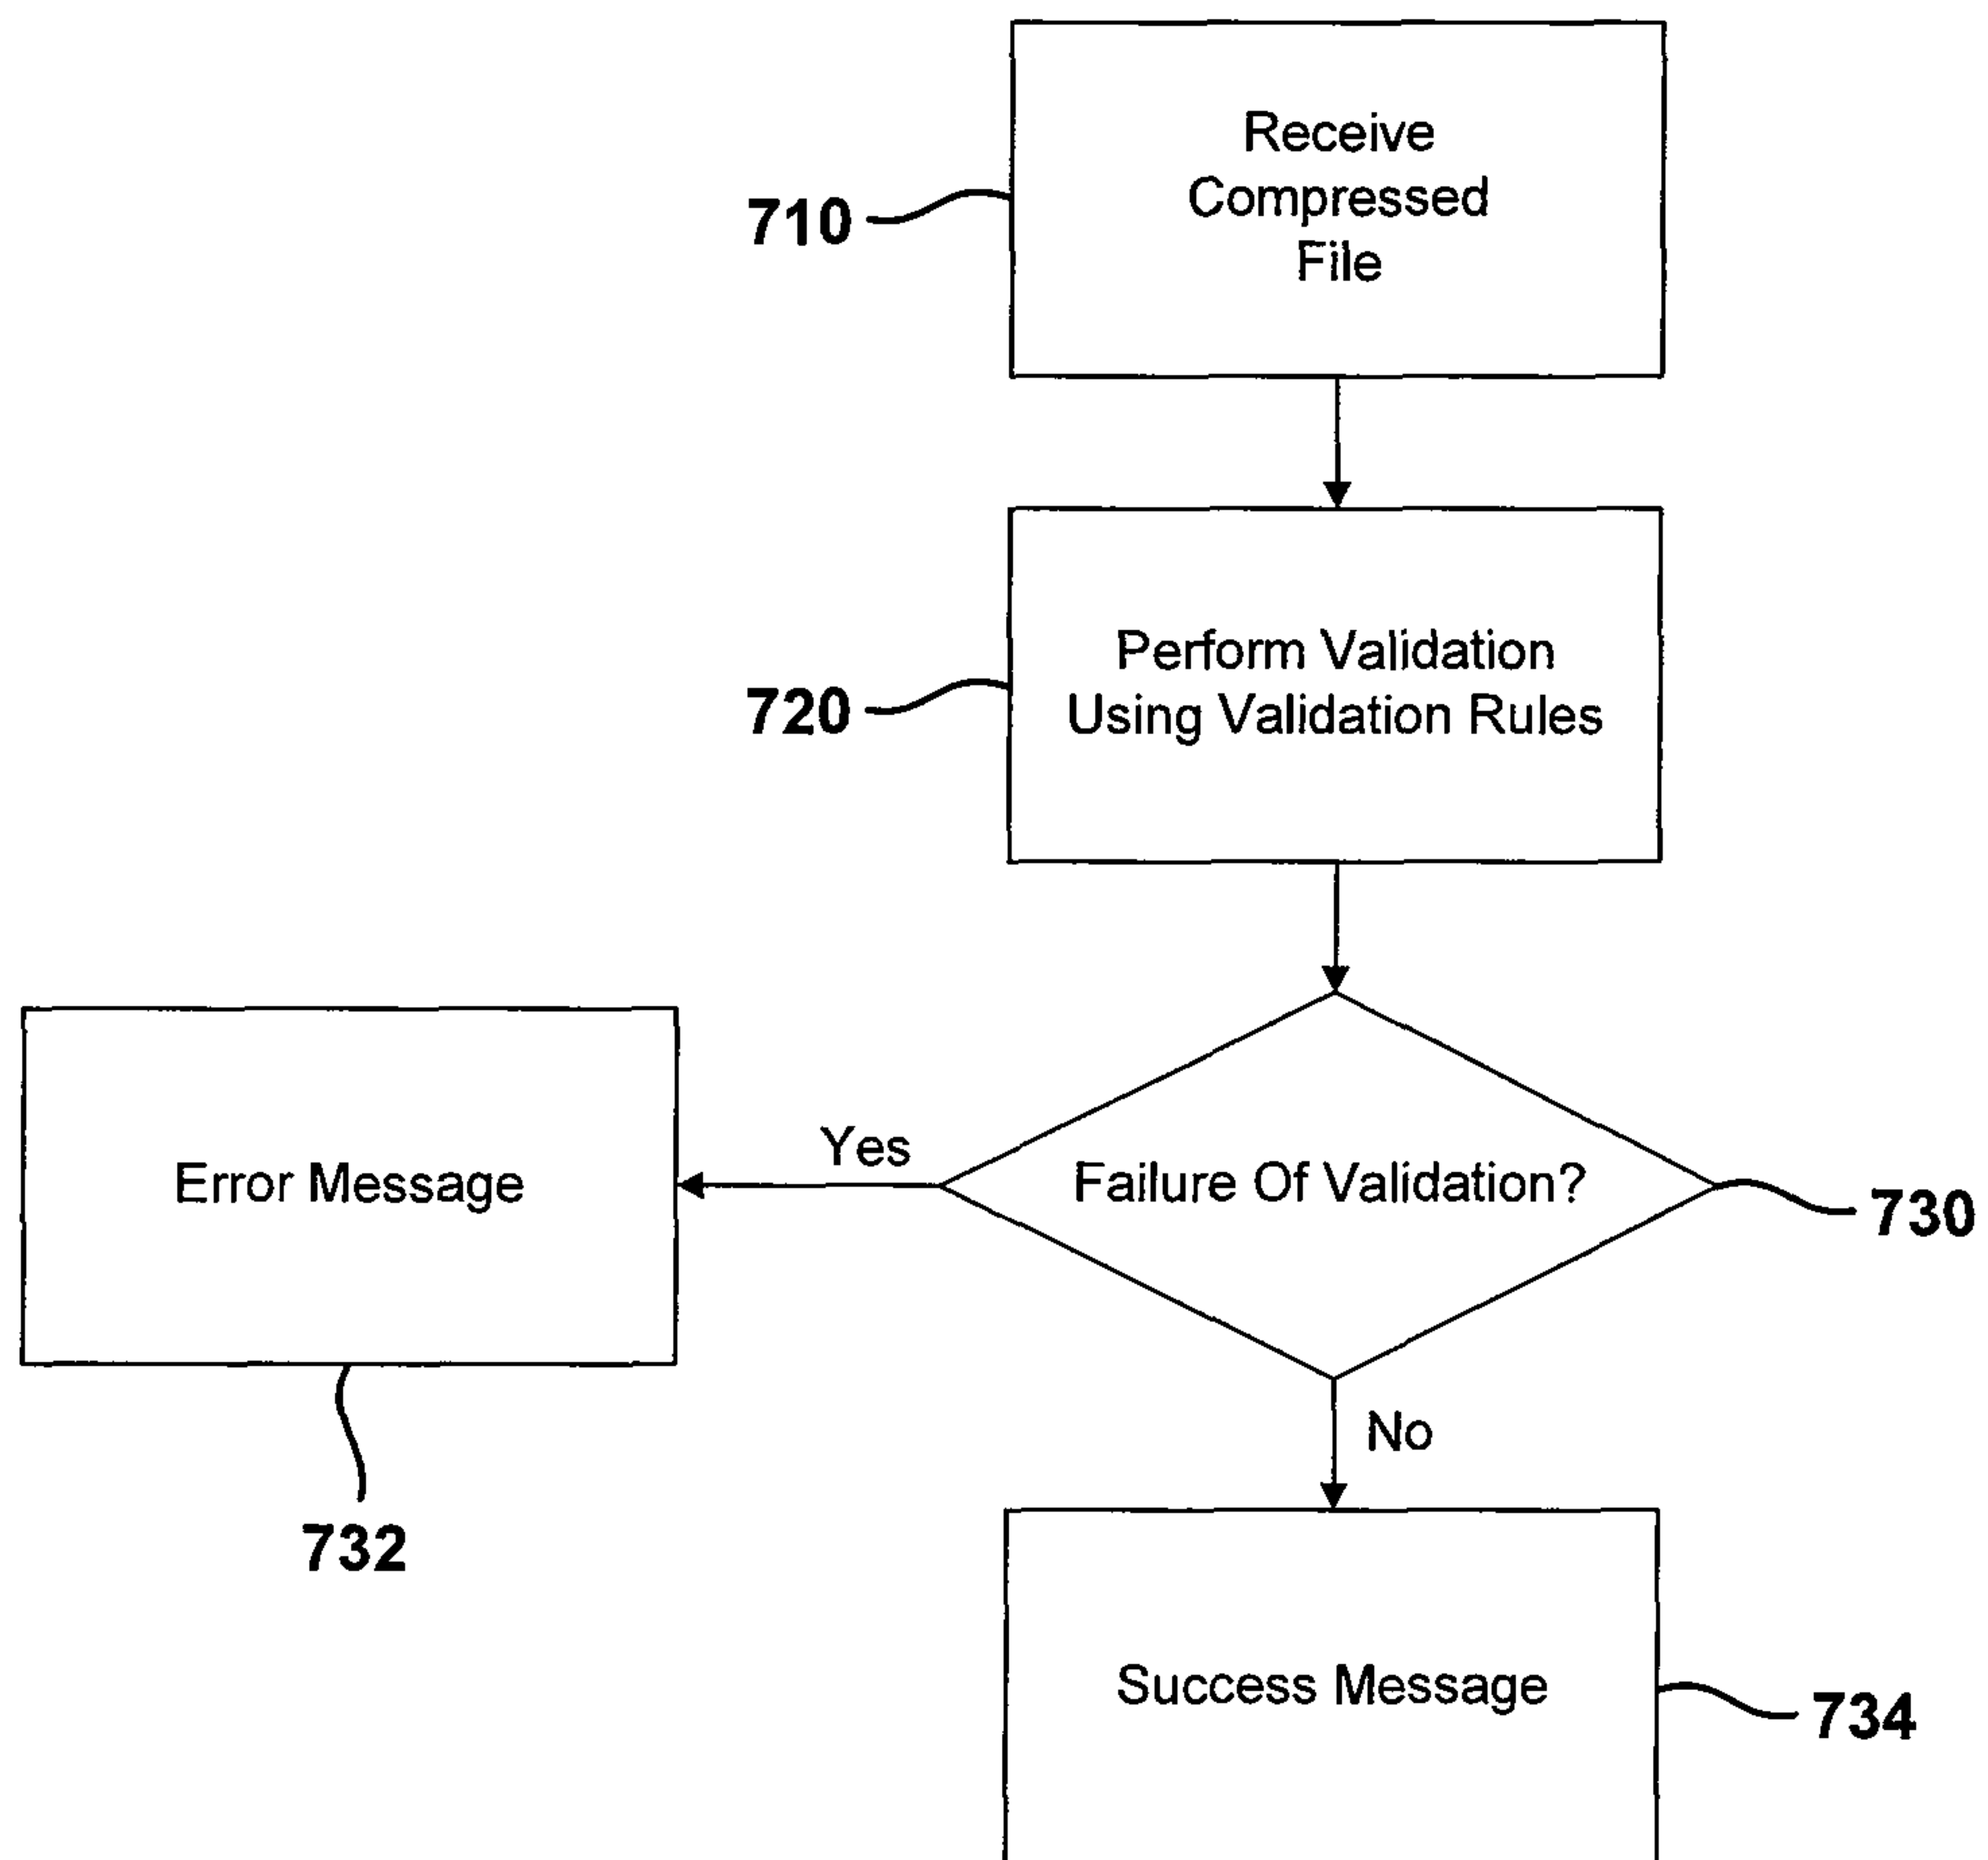 Receive
Compressed
File
710
Perform Validation
Using Validation Rules
720
Error Message
Yes
Failure Of Validation?
730
No
732
Success Message
734